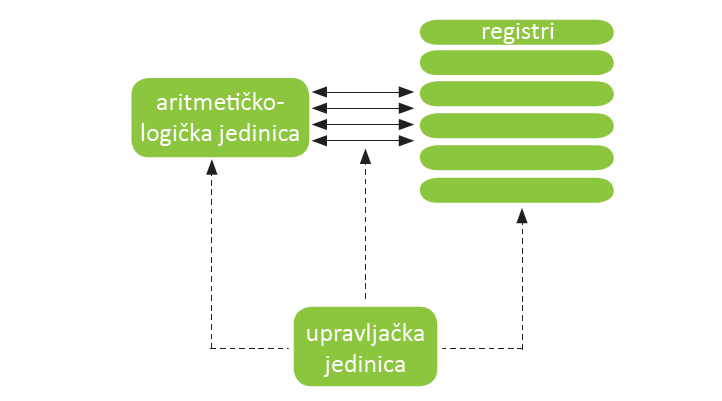 registri
aritmetičko-
logička jedinica
upravljačka
jedinica